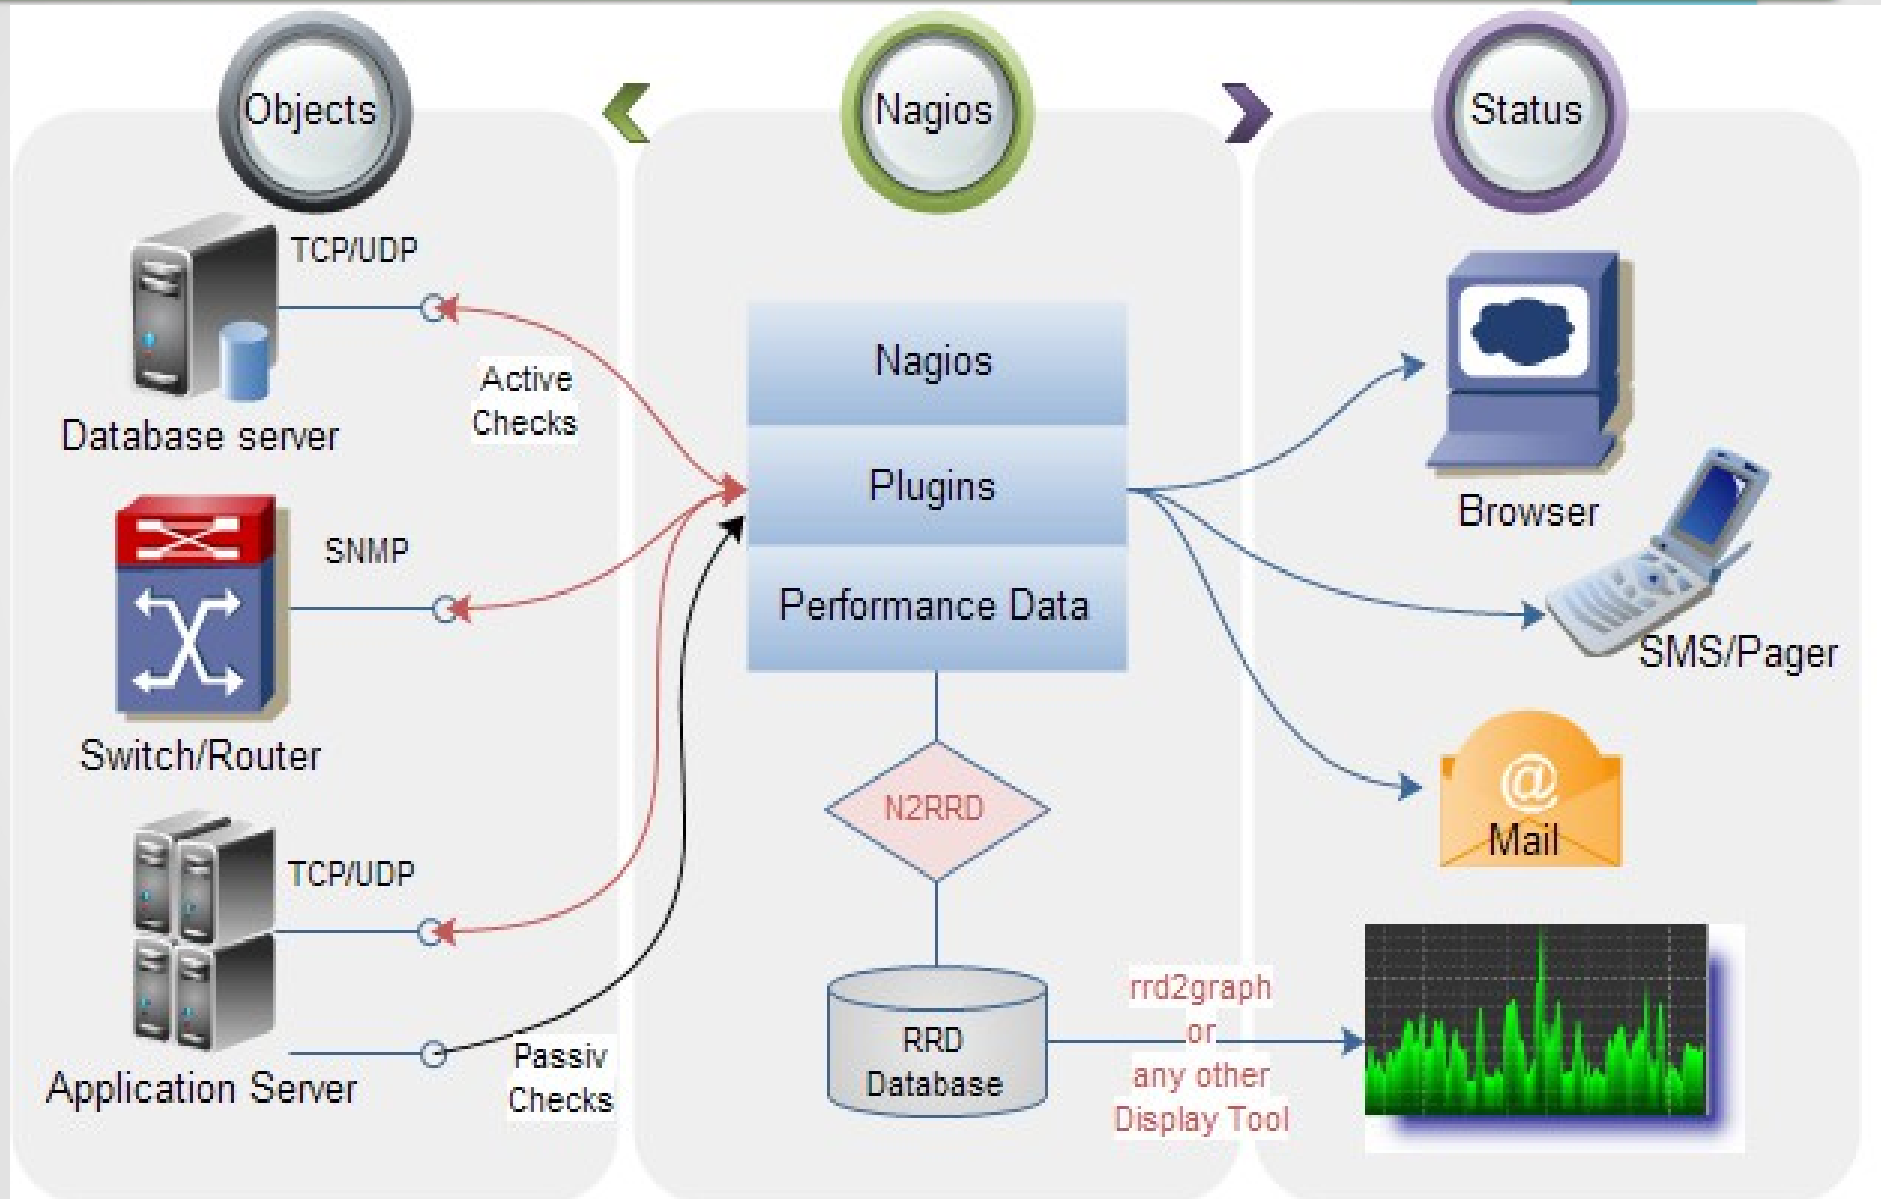 Objects
Nagios
Status
TCP/UDP
Active
Checks
Database server
SNMP
Switch/Router
TCP/UDP
Application Server
Passiv
Checks
Nagios
Plugins
Performance Data
N2RRD
RRD
Database
rrd2graph
or
any other
Display Tool
Browser
SMS/Pager
@
Mail